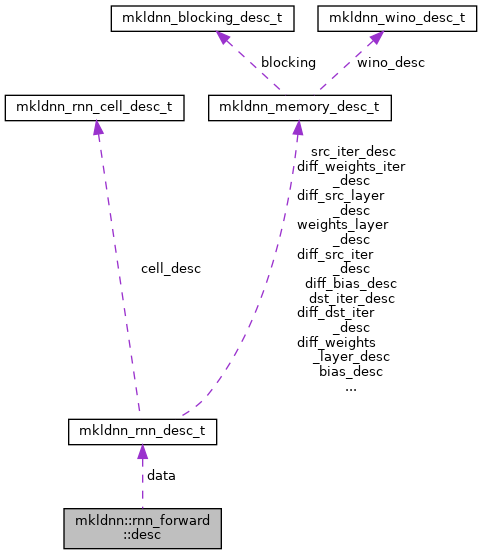 mkldnn_blocking_desc_t
mkldnn_wino_desc_t
blocking
wino_desc
mkldnn_rnn_cell_desc_t
mkldnn_memory_desc_t
src_iter_desc
diff_weights_iter
_desc
diff_src_layer
_desc
weights_layer
_desc
diff_src_iter
_desc
diff_bias_desc
dst_iter_desc
diff_dst_iter
_desc
diff_weights
_layer_desc
bias_desc
...
cell_desc
mkldnn_rnn_desc_t
data
mkldnn::rnn_forward
::desc